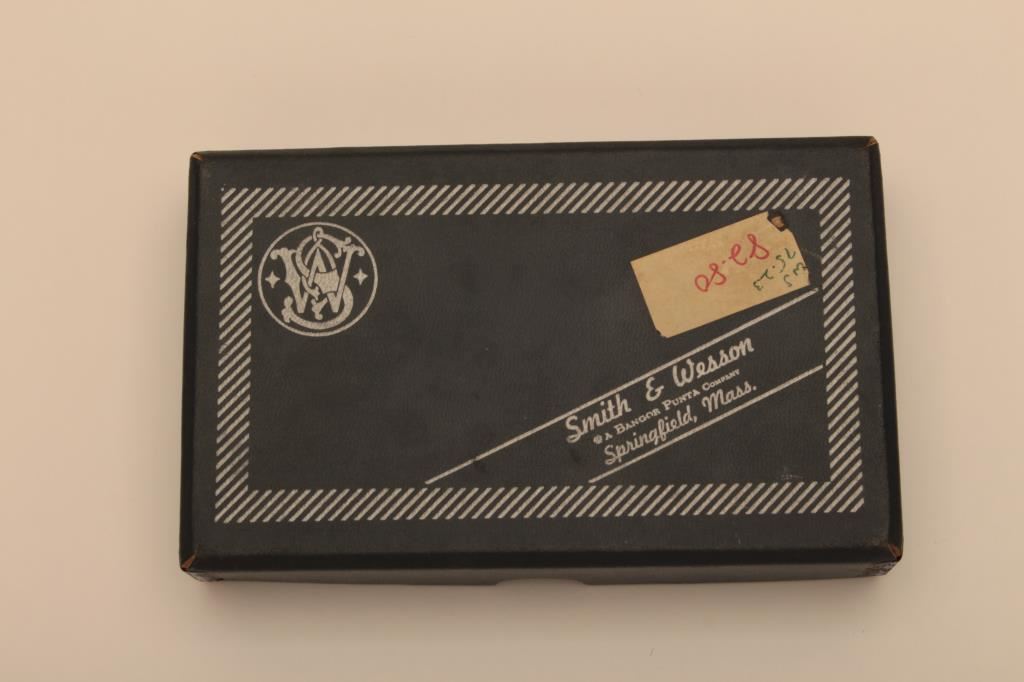 Smith & Wesson
A BANGOR PUNTA COMPANY
Springfield, Mass.